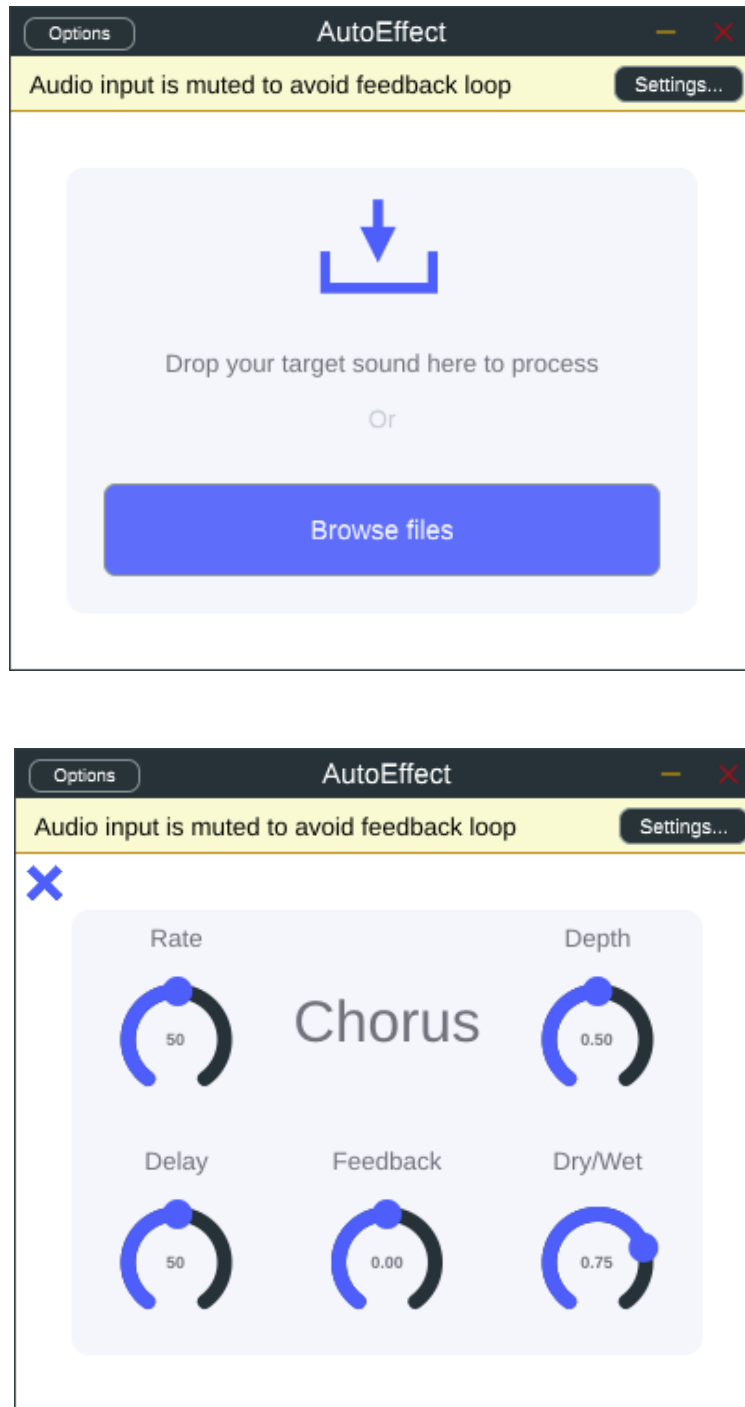 Options AutoEffect
Audio input is muted to avoid feedback loop Settings...
Drop your target sound here to process
Or
Browse files
Options AutoEffect
Audio input is muted to avoid feedback loop Settings...
Rate Depth
50 Chorus 0.50
Delay Feedback Dry/Wet
50 0.00 0.75